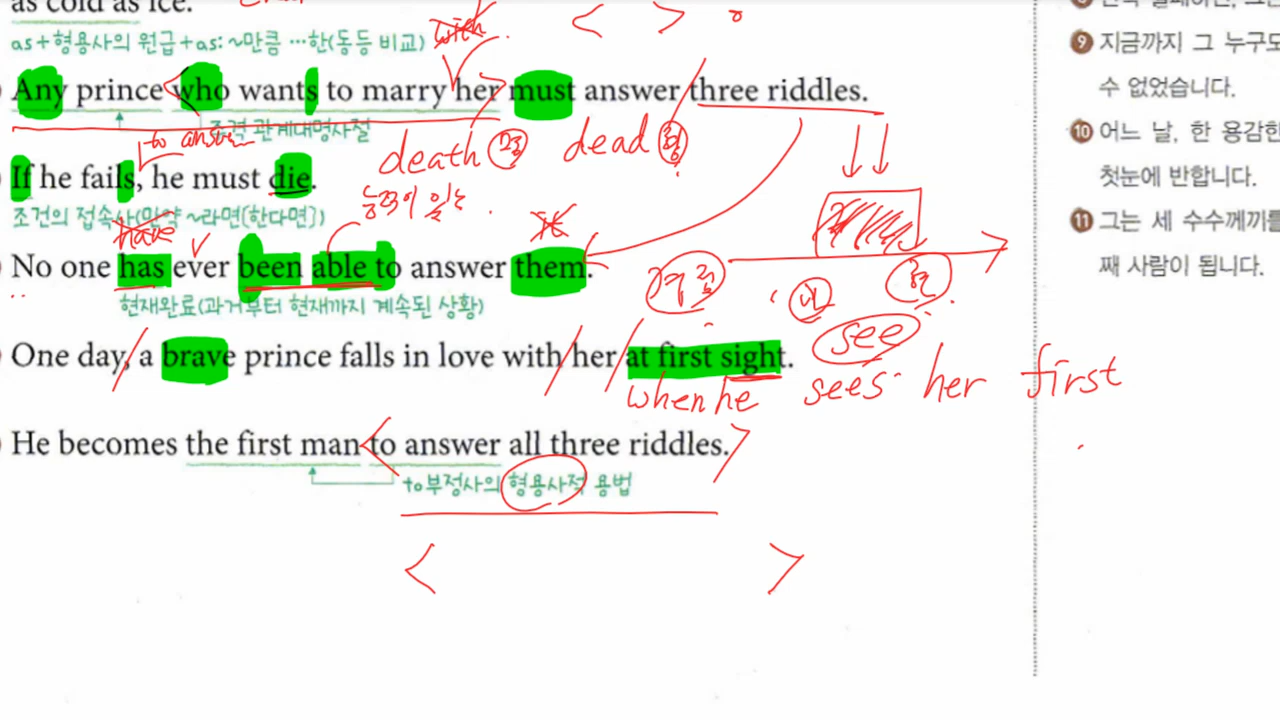 as cold as ice.
as+형용사의 원급+as: ~만큼 …한(동등 비교)
with
Any prince who wants to marry her must answer three riddles.
조격 관계대명사절
to answer
death 명 dead 형
If he fails, he must die.
조건의 접속사(만약 ~라면[한다면])
능력이 있는
have
it
No one has ever been able to answer them.
현재완료(과거부터 현재까지 계속된 상황)
One day, a brave prince falls in love with her at first sight.
see
when he sees her first
He becomes the first man to answer all three riddles.
to부정사의 형용사적 용법
9 지금까지 그 누구도
수 없었습니다.
10 어느 날, 한 용감한
첫눈에 반합니다.
11 그는 세 수수께끼를
째 사람이 됩니다.